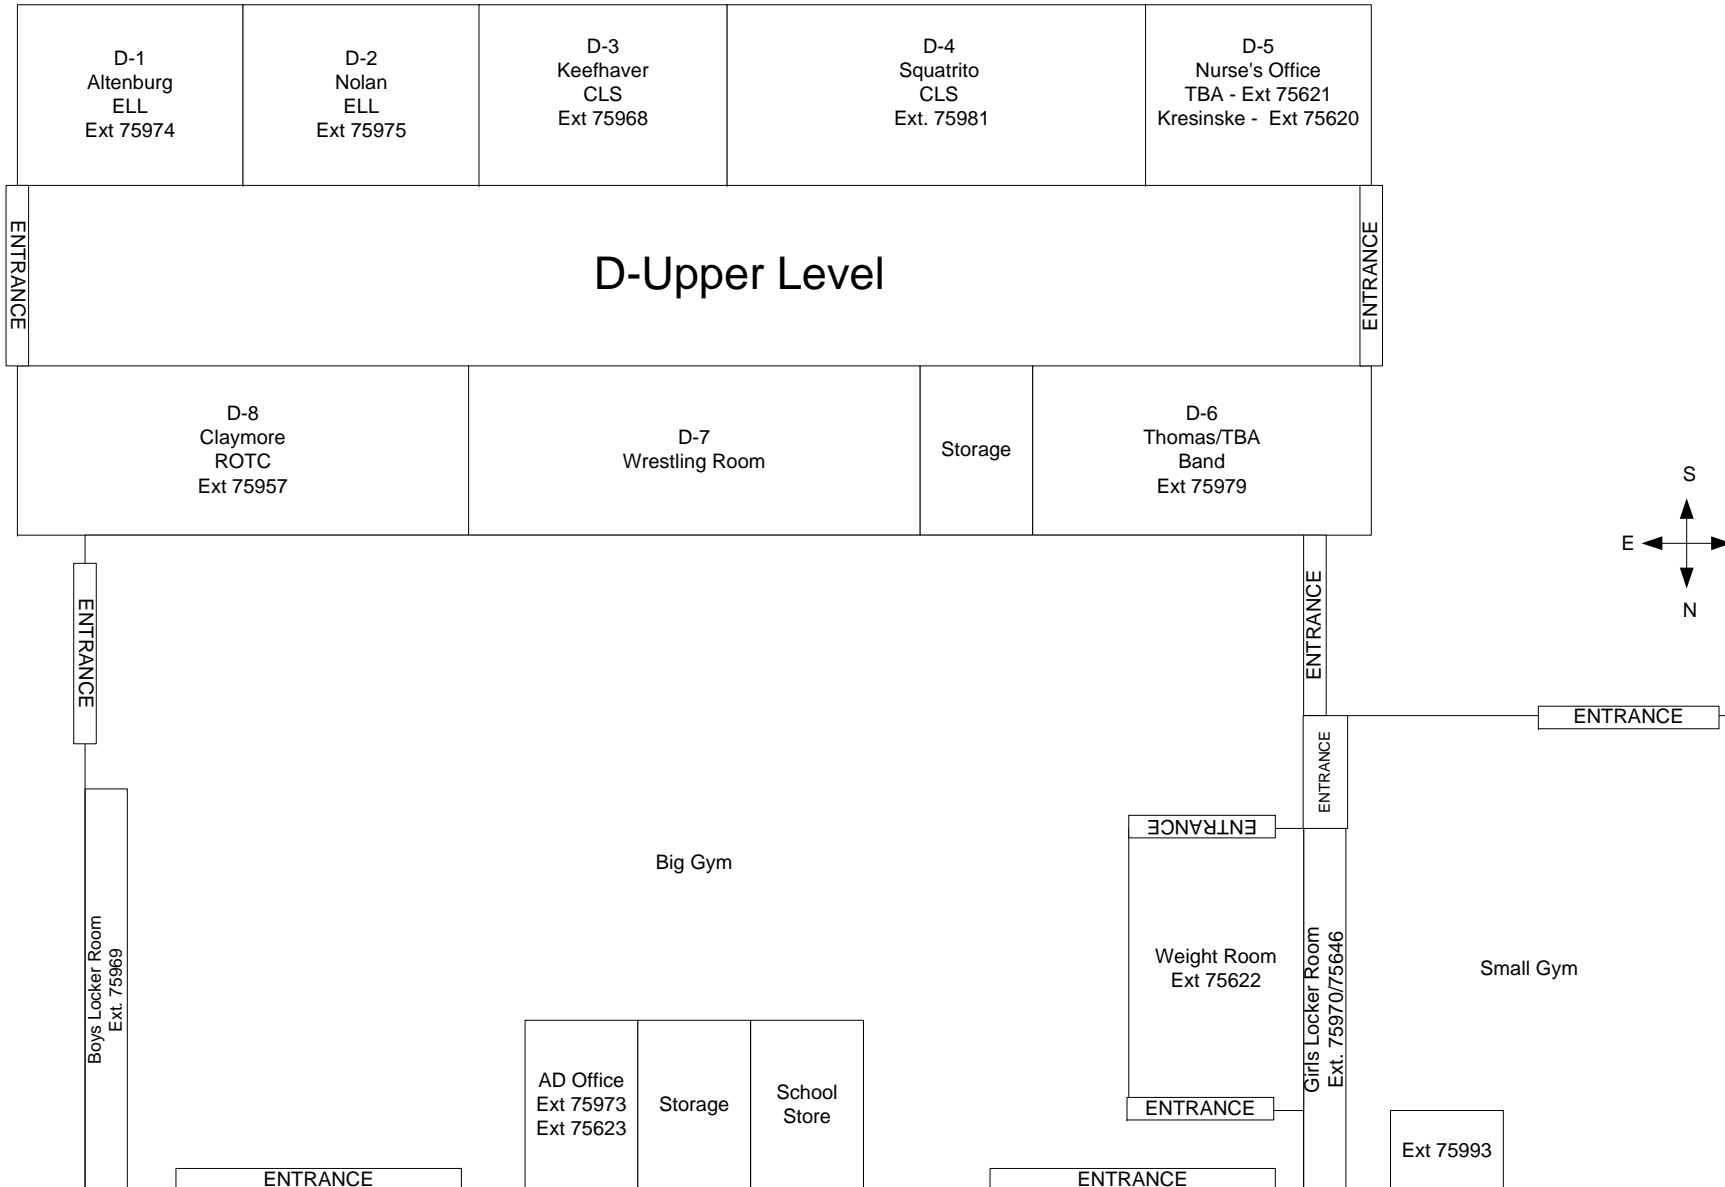 D-1
Altenburg
ELL
Ext 75974
D-2
Nolan
ELL
Ext 75975
D-3
Keefhaver
CLS
Ext 75968
D-4
Squatrito
CLS
Ext. 75981
D-5
Nurse's Office
TBA - Ext 75621
Kresinske - Ext 75620
ENTRANCE
D-Upper Level
ENTRANCE
D-8
Claymore
ROTC
Ext 75957
D-7
Wrestling Room
Storage
D-6
Thomas/TBA
Band
Ext 75979
S
E
N
ENTRANCE
ENTRANCE
ENTRANCE
ENTRANCE
ENTRANCE
Big Gym
Boys Locker Room
Ext. 75969
Weight Room
Ext 75622
Girls Locker Room
Ext. 75970/75646
Small Gym
AD Office
Ext 75973
Ext 75623
Storage
School
Store
ENTRANCE
Ext 75993
ENTRANCE
ENTRANCE